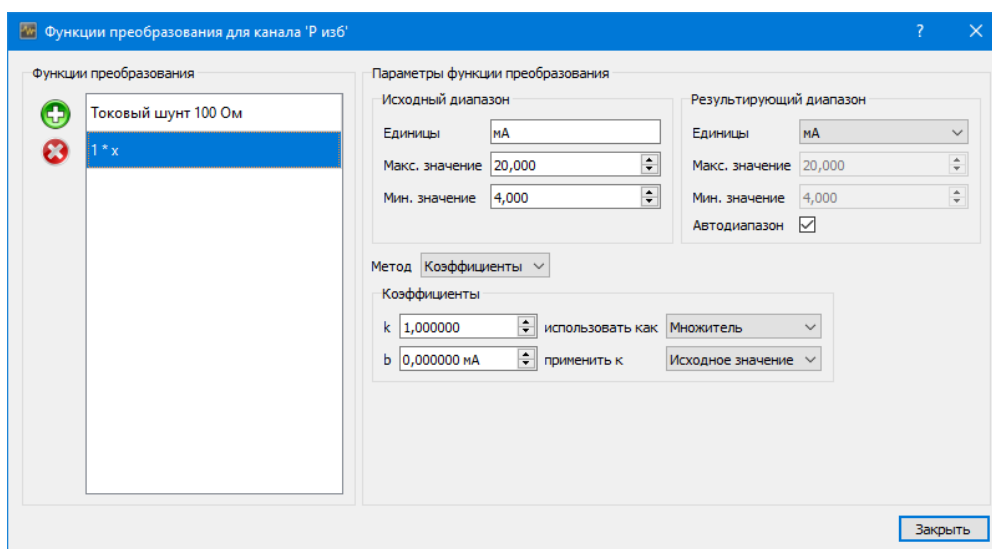 Функции преобразования для канала 'Р изб'
?
Функции преобразования
Токовый шунт 100 Ом
1 * x
Параметры функции преобразования
Исходный диапазон
Единицы мА
Макс. значение 20,000
Мин. значение 4,000
Результирующий диапазон
Единицы мА
Макс. значение 20,000
Мин. значение 4,000
Автодиапазон
Метод Коэффициенты
Коэффициенты
k 1,000000 использовать как Множитель
b 0,000000 мА применить к Исходное значение
Закрыть